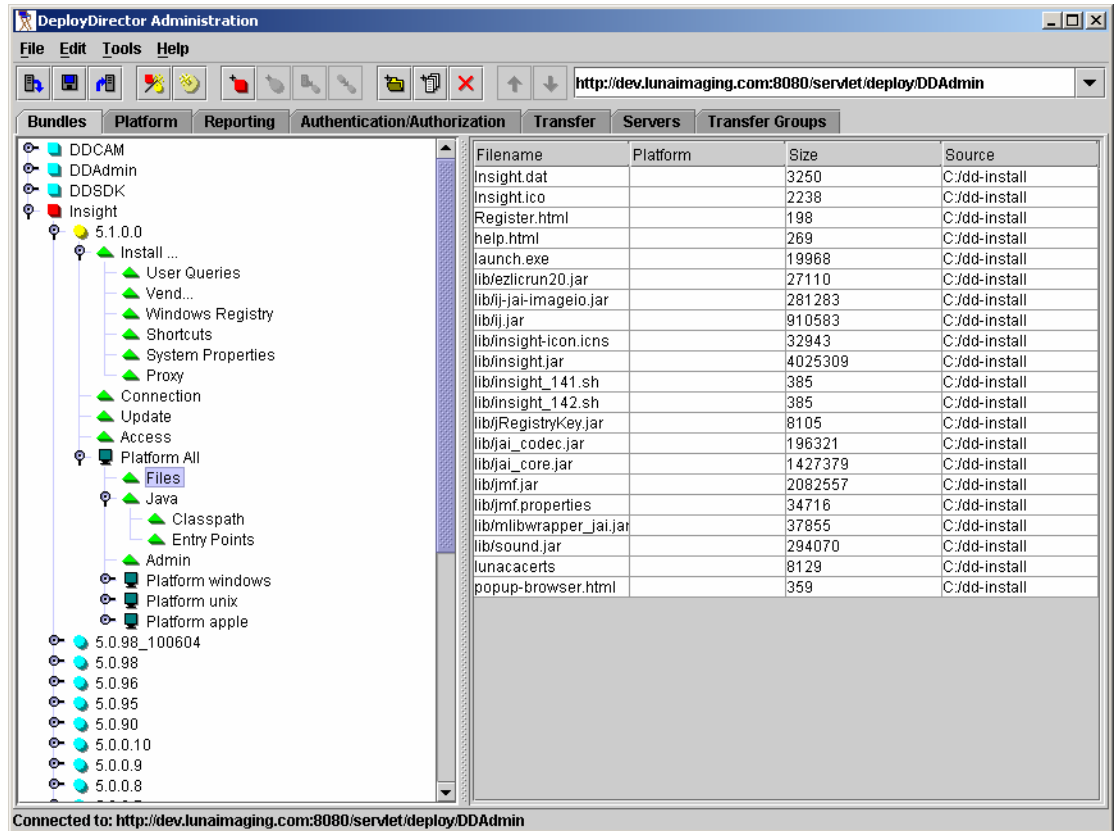 DeployDirector Administration
File Edit Tools Help
http://dev.lunaimaging.com:8080/servlet/deploy/DDAdmin
Bundles Platform Reporting Authentication/Authorization Transfer Servers Transfer Groups
DDCAM
DDAdmin
DDSDK
Insight
5.1.0.0
Install ...
User Queries
Vend...
Windows Registry
Shortcuts
System Properties
Proxy
Connection
Update
Access
Platform All
Files
Java
Classpath
Entry Points
Admin
Platform windows
Platform unix
Platform apple
5.0.98_100604
5.0.98
5.0.96
5.0.95
5.0.90
5.0.0.10
5.0.0.9
5.0.0.8
Filename Platform Size Source
Insight.dat 3250 C:/dd-install
Insight.ico 2238 C:/dd-install
Register.html 198 C:/dd-install
help.html 269 C:/dd-install
launch.exe 19968 C:/dd-install
lib/ezlicrun20.jar 27110 C:/dd-install
lib/ij-jai-imageio.jar 281283 C:/dd-install
lib/ij.jar 910583 C:/dd-install
lib/insight-icon.icns 32943 C:/dd-install
lib/insight.jar 4025309 C:/dd-install
lib/insight_141.sh 385 C:/dd-install
lib/insight_142.sh 385 C:/dd-install
lib/jRegistryKey.jar 8105 C:/dd-install
lib/jai_codec.jar 196321 C:/dd-install
lib/jai_core.jar 1427379 C:/dd-install
lib/jmf.jar 2082557 C:/dd-install
lib/jmf.properties 34716 C:/dd-install
lib/mlibwrapper_jai.jar 37855 C:/dd-install
lib/sound.jar 294070 C:/dd-install
lunacacerts 8129 C:/dd-install
popup-browser.html 359 C:/dd-install
Connected to: http://dev.lunaimaging.com:8080/servlet/deploy/DDAdmin